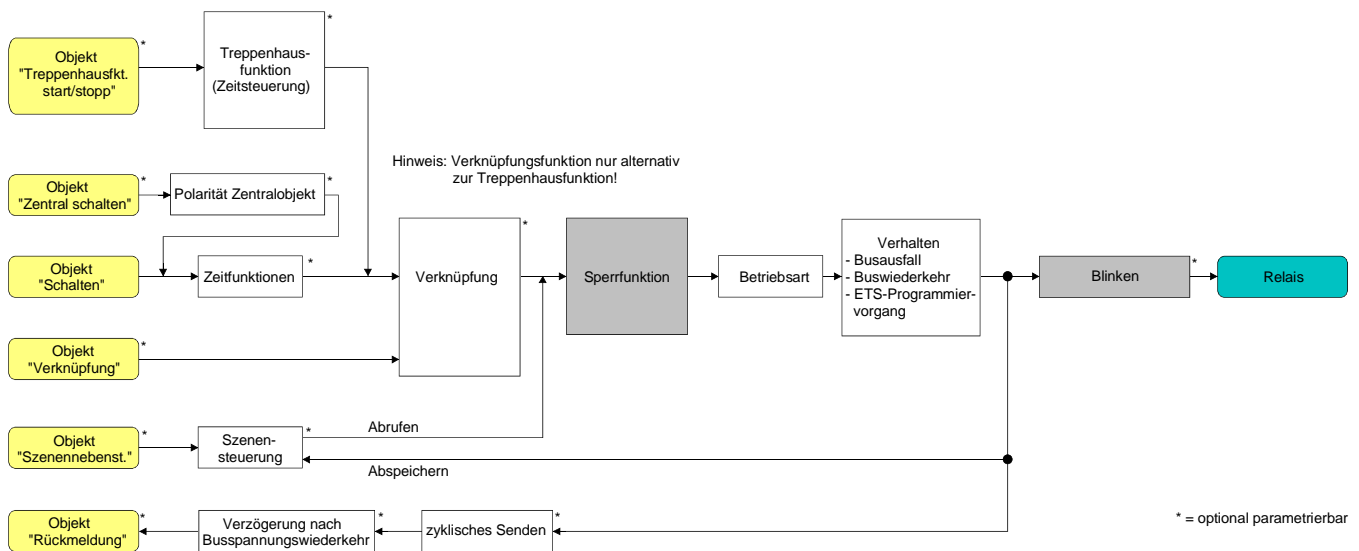 *
*
Objekt
"Treppenhausfkt.
start/stopp"
Treppenhaus-
funktion
(Zeitsteuerung)
Hinweis: Verknüpfungsfunktion nur alternativ
zur Treppenhausfunktion!
*
*
Objekt
"Zentral schalten"
Polarität Zentralobjekt
*
*
*
*
Objekt
"Schalten"
Zeitfunktionen
Verknüpfung
Sperrfunktion
Betriebsart
Verhalten
- Busausfall
- Buswiederkehr
- ETS-Programmier-
vorgang
Blinken
Relais
*
Objekt
"Verknüpfung"
*
*
Objekt
"Szenennebenst."
Szenen-
steuerung
Abrufen
Abspeichern
*
*
*
Objekt
"Rückmeldung"
Verzögerung nach
Busspannungswiederkehr
zyklisches Senden
* = optional parametrierbar